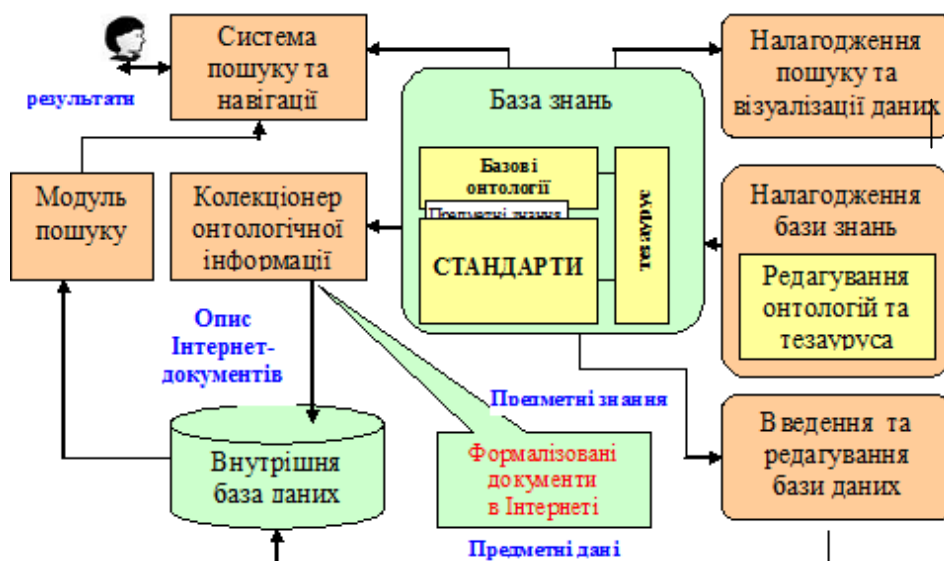 Система
пошуку та
навігації
результати
База знань
Налагодження
пошуку та
візуалізації даних
Базові
онтології
Предметні знання
СТАНДАРТИ
тезаурус
Модуль
пошуку
Колекціонер
онтологічної
інформації
Налагодження
бази знань
Редагування
онтологій та
тезауруса
Опис
Інтернет-
документів
Предметні знання
Внутрішня
база даних
Формалізовані
документи
в Інтернеті
Введення та
редагування
бази даних
Предметні дані